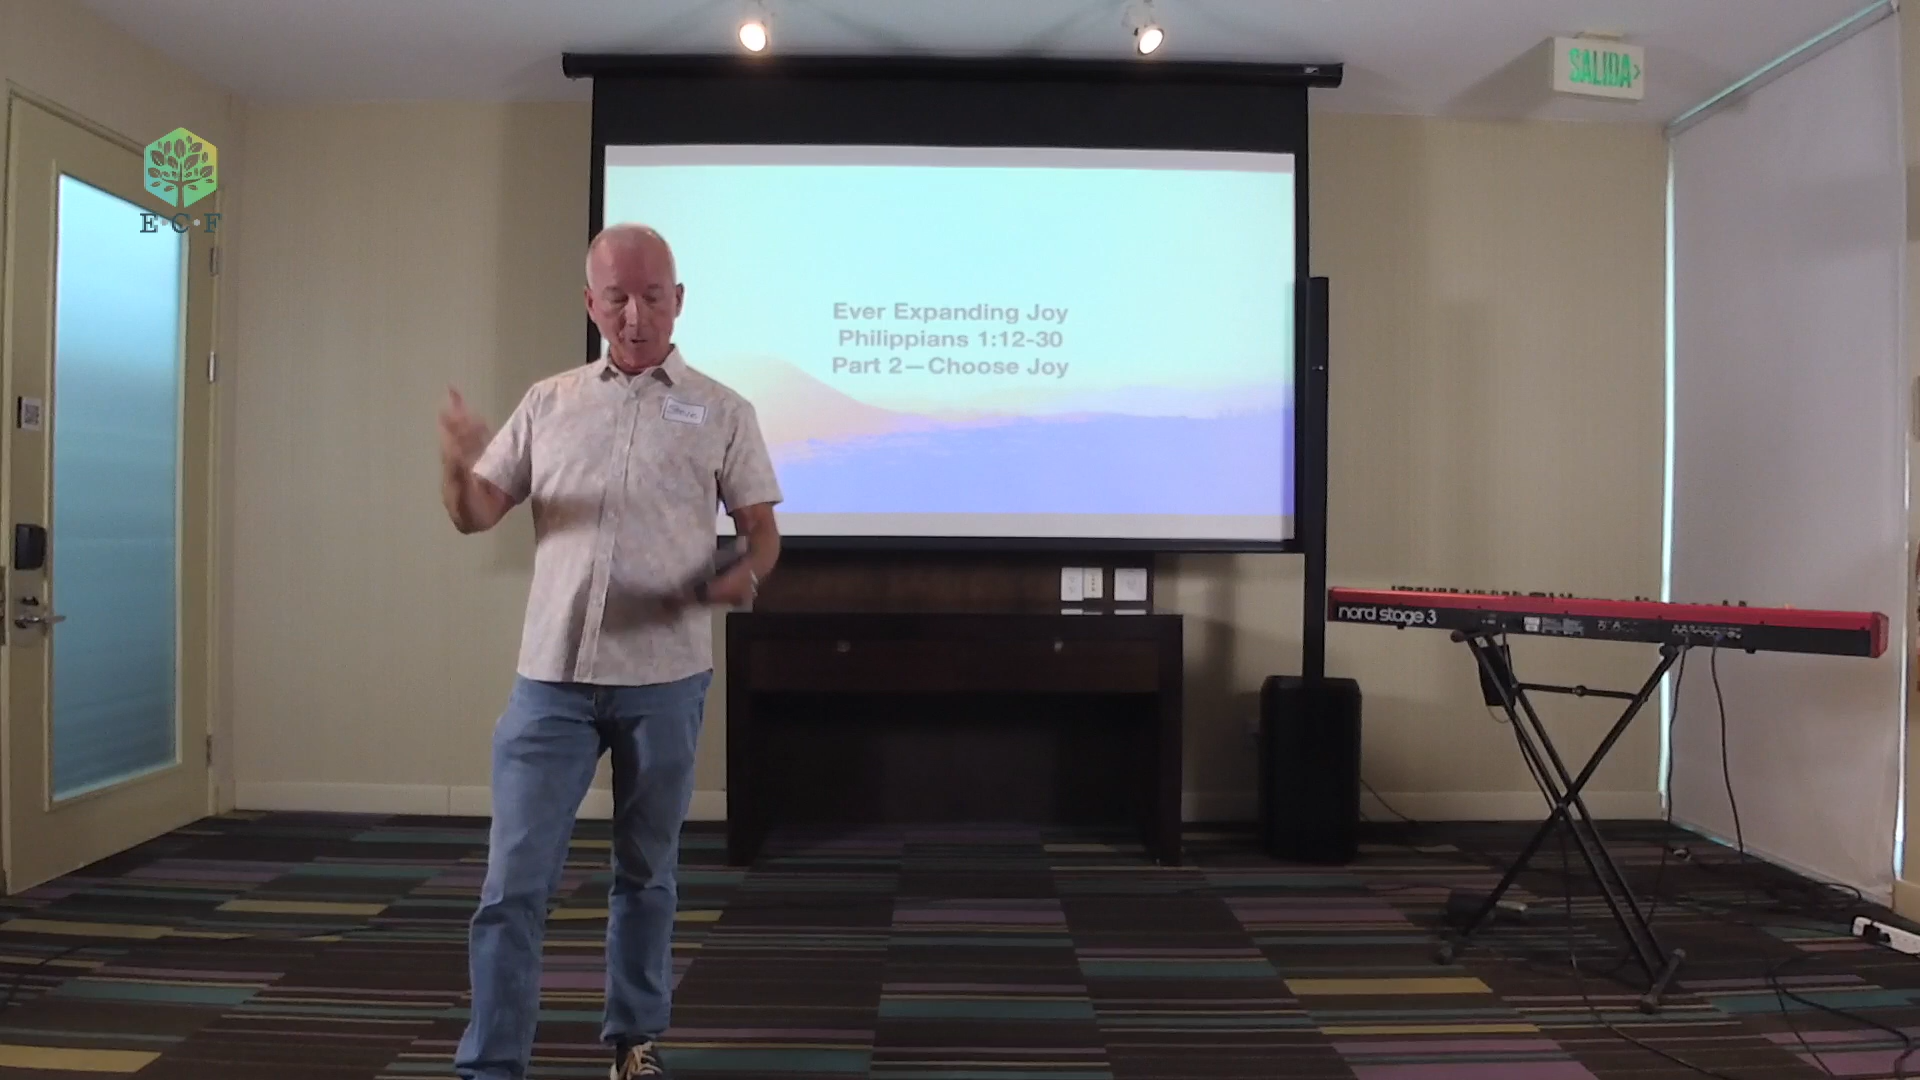 SALIDA
E·C·F
Ever Expanding Joy
Philippians 1:12-30
Part 2—Choose Joy
nord stage 3